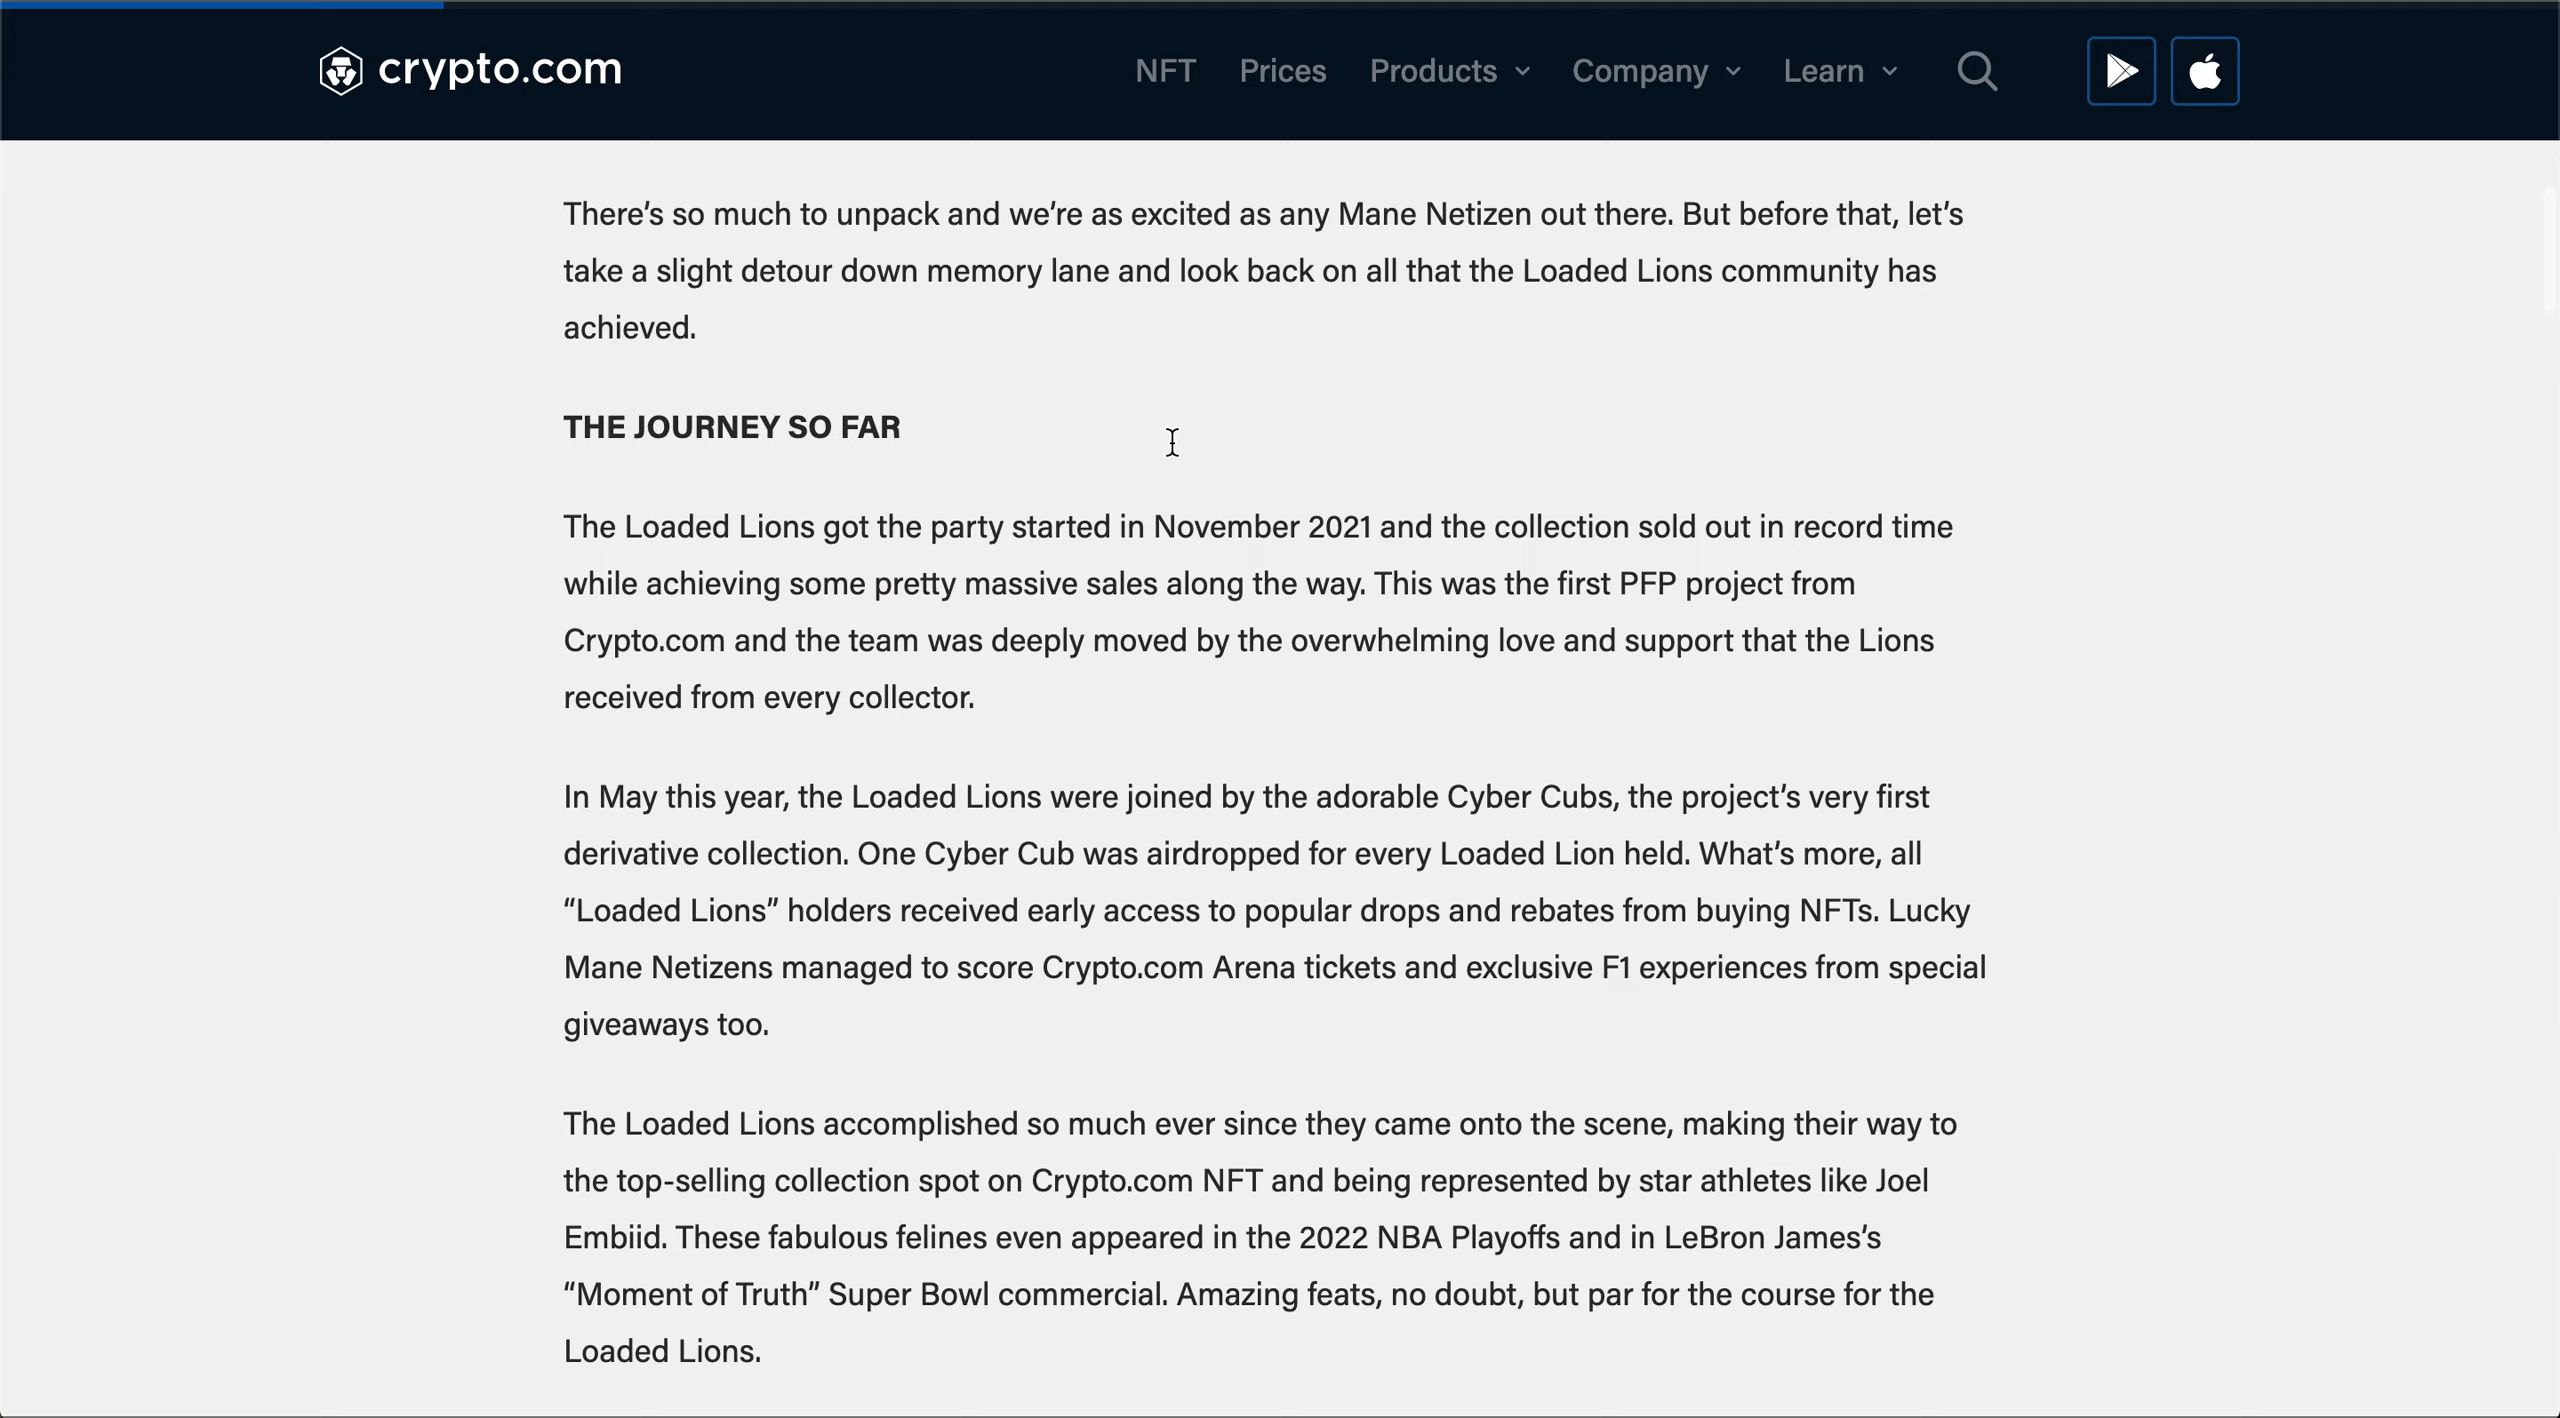 crypto.com
NFT Prices Products Company Learn
There’s so much to unpack and we’re as excited as any Mane Netizen out there. But before that, let’s
take a slight detour down memory lane and look back on all that the Loaded Lions community has
achieved.
THE JOURNEY SO FAR
The Loaded Lions got the party started in November 2021 and the collection sold out in record time
while achieving some pretty massive sales along the way. This was the first PFP project from
Crypto.com and the team was deeply moved by the overwhelming love and support that the Lions
received from every collector.
In May this year, the Loaded Lions were joined by the adorable Cyber Cubs, the project’s very first
derivative collection. One Cyber Cub was airdropped for every Loaded Lion held. What’s more, all
“Loaded Lions” holders received early access to popular drops and rebates from buying NFTs. Lucky
Mane Netizens managed to score Crypto.com Arena tickets and exclusive F1 experiences from special
giveaways too.
The Loaded Lions accomplished so much ever since they came onto the scene, making their way to
the top-selling collection spot on Crypto.com NFT and being represented by star athletes like Joel
Embiid. These fabulous felines even appeared in the 2022 NBA Playoffs and in LeBron James’s
“Moment of Truth” Super Bowl commercial. Amazing feats, no doubt, but par for the course for the
Loaded Lions.